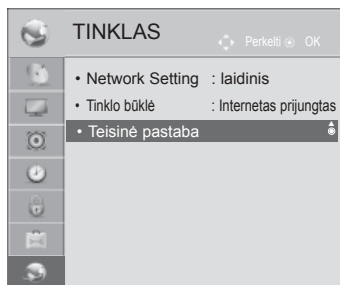 TINKLAS
Perkelti OK
• Network Setting : laidinis
• Tinklo būklė : Internetas prijungtas
• Teisinė pastaba